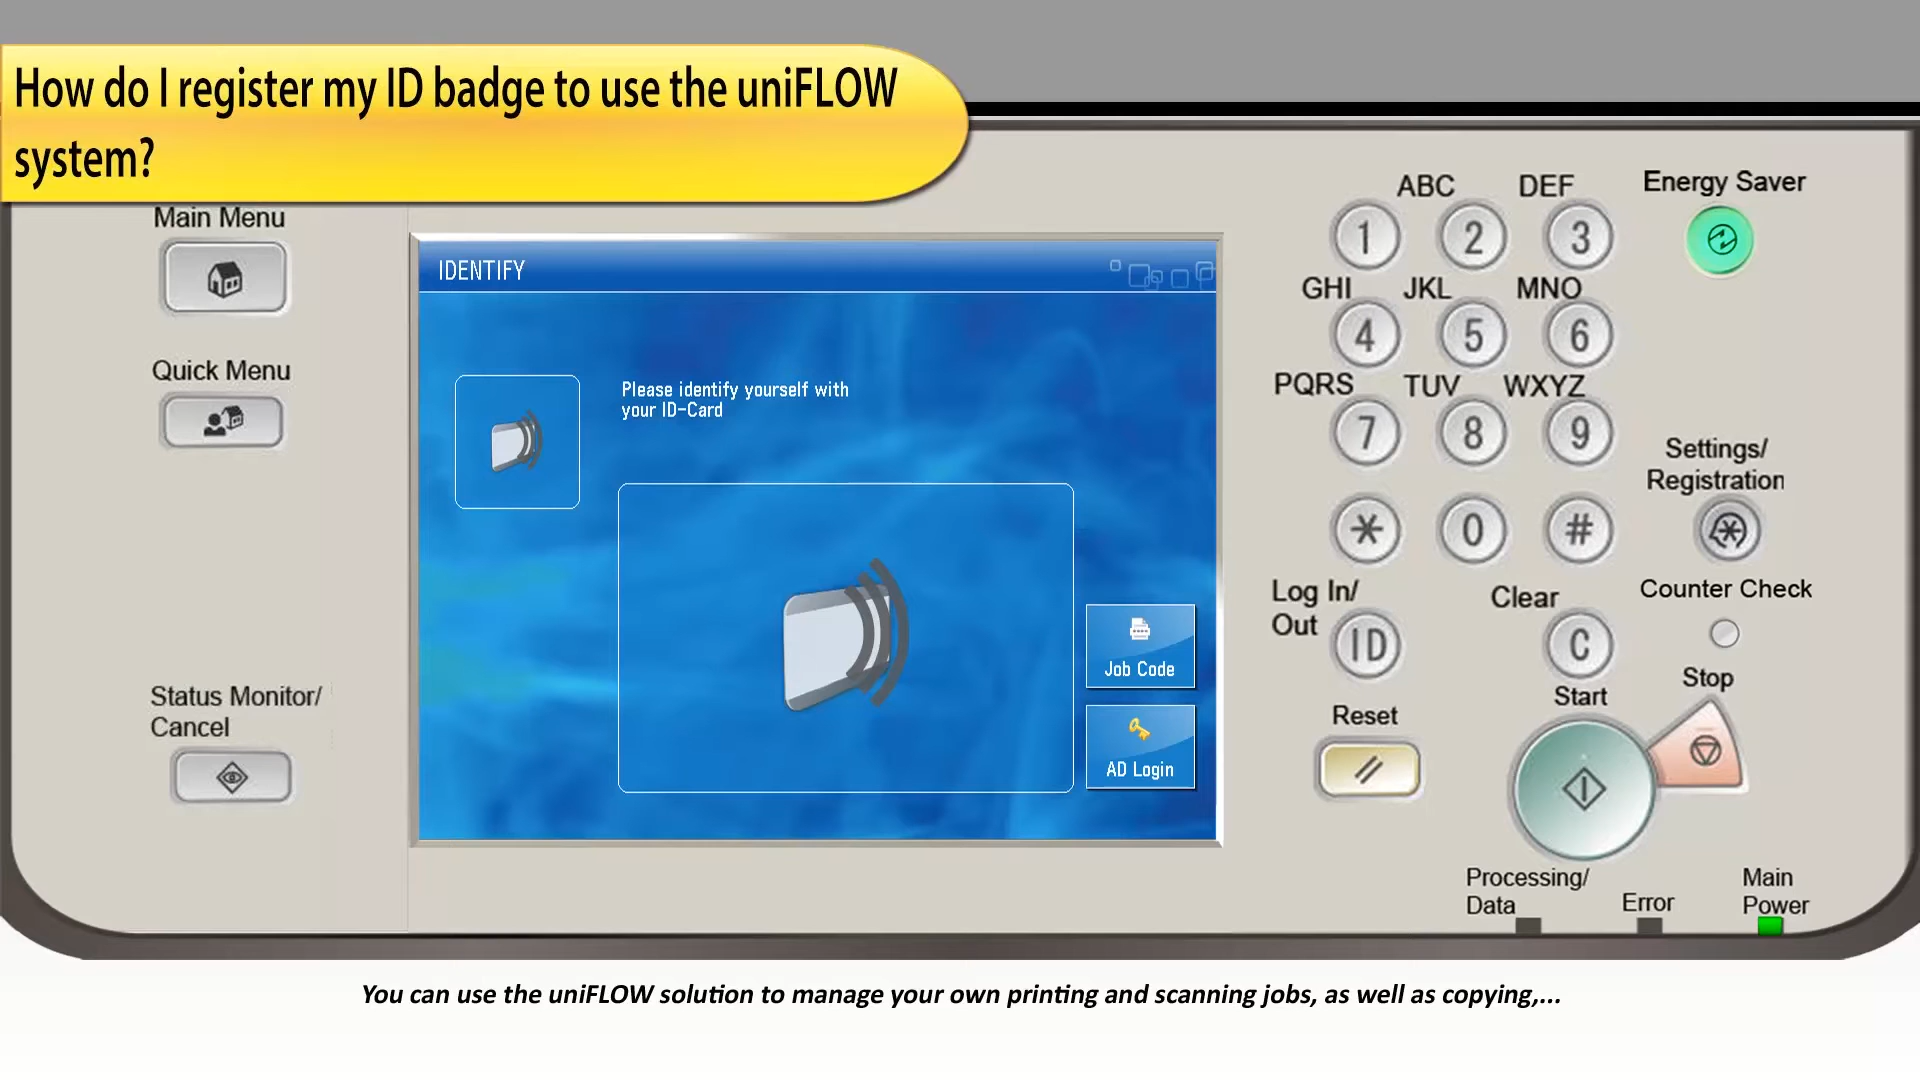 How do I register my ID badge to use the uniFLOW
system?
Main Menu
Quick Menu
Status Monitor/
Cancel
IDENTIFY
Please identify yourself with
your ID-Card
Job Code
AD Login
ABC
DEF
1
2
3
GHI
JKL
MNO
4
5
6
PQRS
TUV
WXYZ
7
8
9
*
0
#
Log In/
Out
ID
Clear
C
Energy Saver
Settings/
Registration
Counter Check
Stop
Start
Reset
Processing/
Data
Error
Main
Power
You can use the uniFLOW solution to manage your own printing and scanning jobs, as well as copying,...